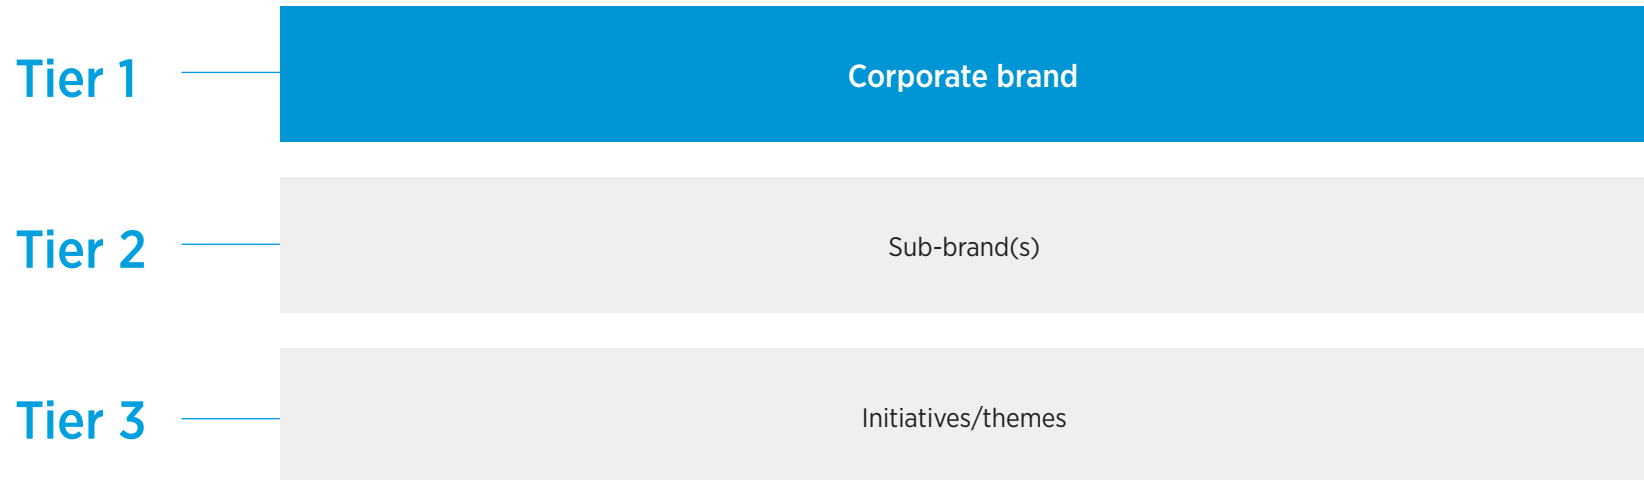 Tier 1
Corporate brand
Tier 2
Sub-brand(s)
Tier 3
Initiatives/themes